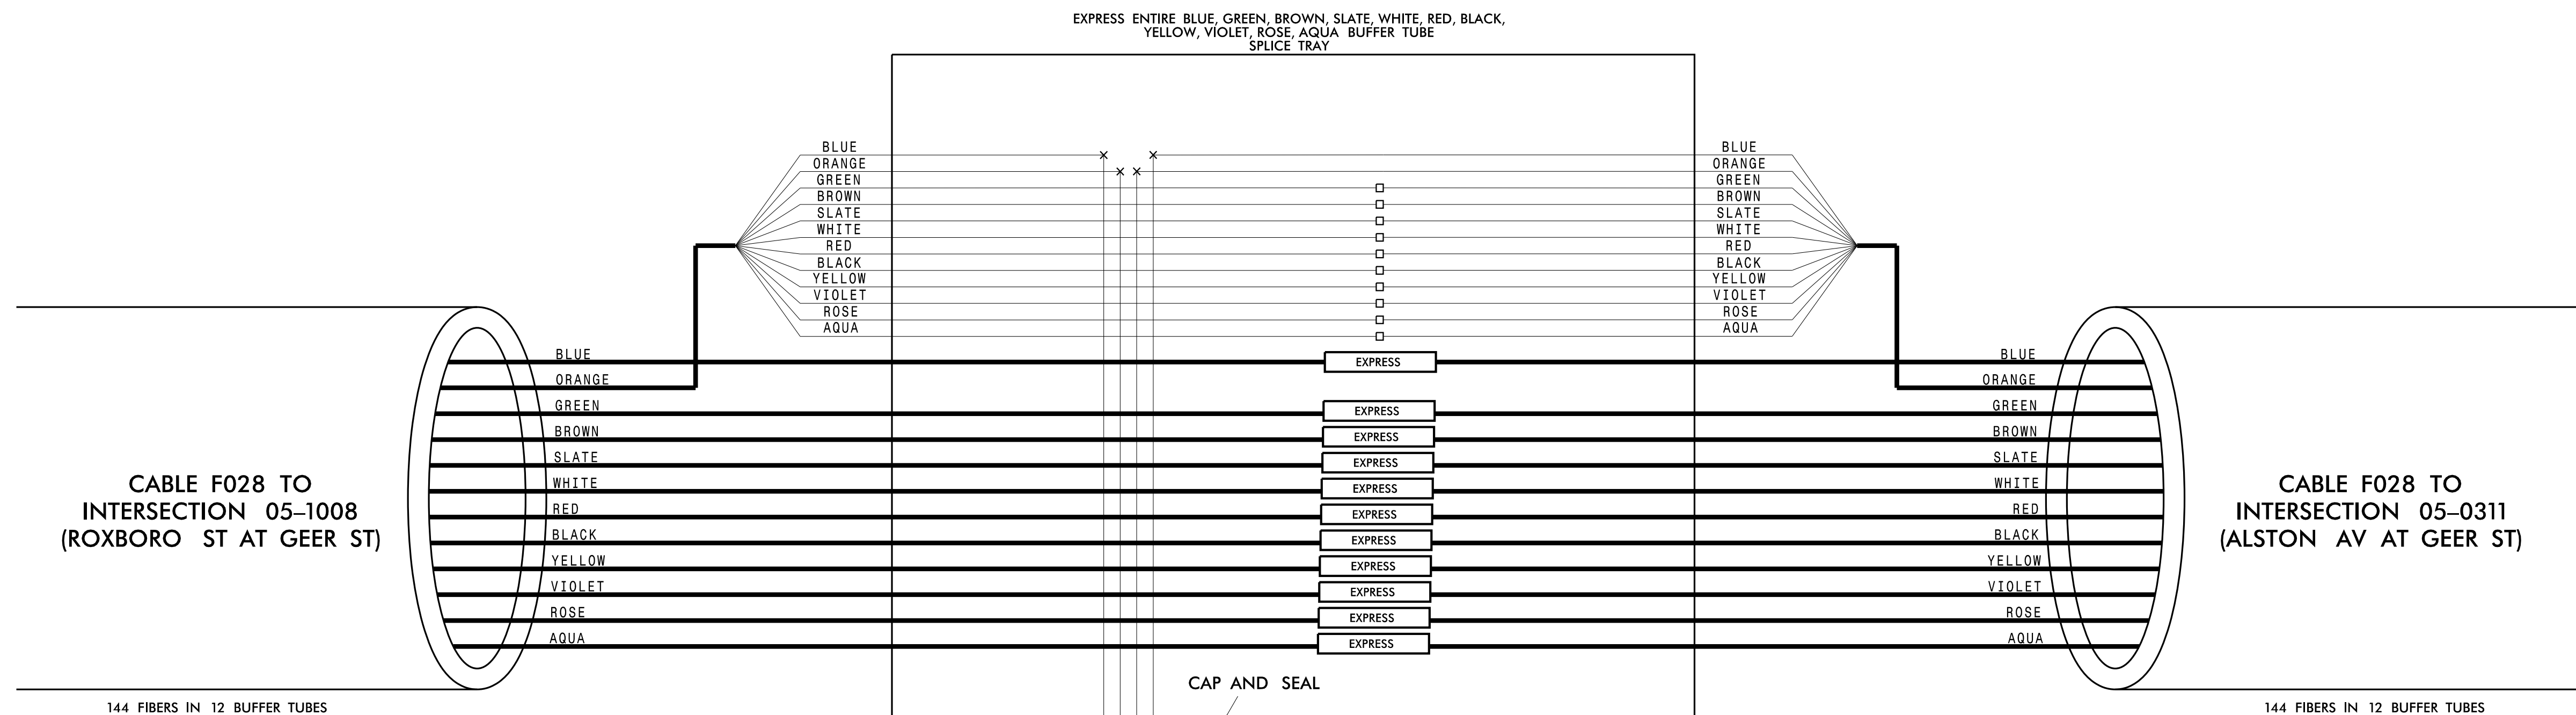 EXPRESS ENTIRE BLUE, GREEN, BROWN, SLATE, WHITE, RED, BLACK,
YELLOW, VIOLET, ROSE, AQUA BUFFER TUBE
SPLICE TRAY
BLUE
ORANGE
GREEN
BROWN
SLATE
WHITE
RED
BLACK
YELLOW
VIOLET
ROSE
AQUA
BLUE
ORANGE
GREEN
BROWN
SLATE
WHITE
RED
BLACK
YELLOW
VIOLET
ROSE
AQUA
BLUE
ORANGE
GREEN
BROWN
SLATE
WHITE
RED
BLACK
YELLOW
VIOLET
ROSE
AQUA
EXPRESS
EXPRESS
EXPRESS
EXPRESS
EXPRESS
EXPRESS
EXPRESS
EXPRESS
EXPRESS
EXPRESS
EXPRESS
BLUE
ORANGE
GREEN
BROWN
SLATE
WHITE
RED
BLACK
YELLOW
VIOLET
ROSE
AQUA
CABLE F028 TO
INTERSECTION 05–1008
(ROXBORO ST AT GEER ST)
CABLE F028 TO
INTERSECTION 05–0311
(ALSTON AV AT GEER ST)
CAP AND SEAL
144 FIBERS IN 12 BUFFER TUBES
144 FIBERS IN 12 BUFFER TUBES